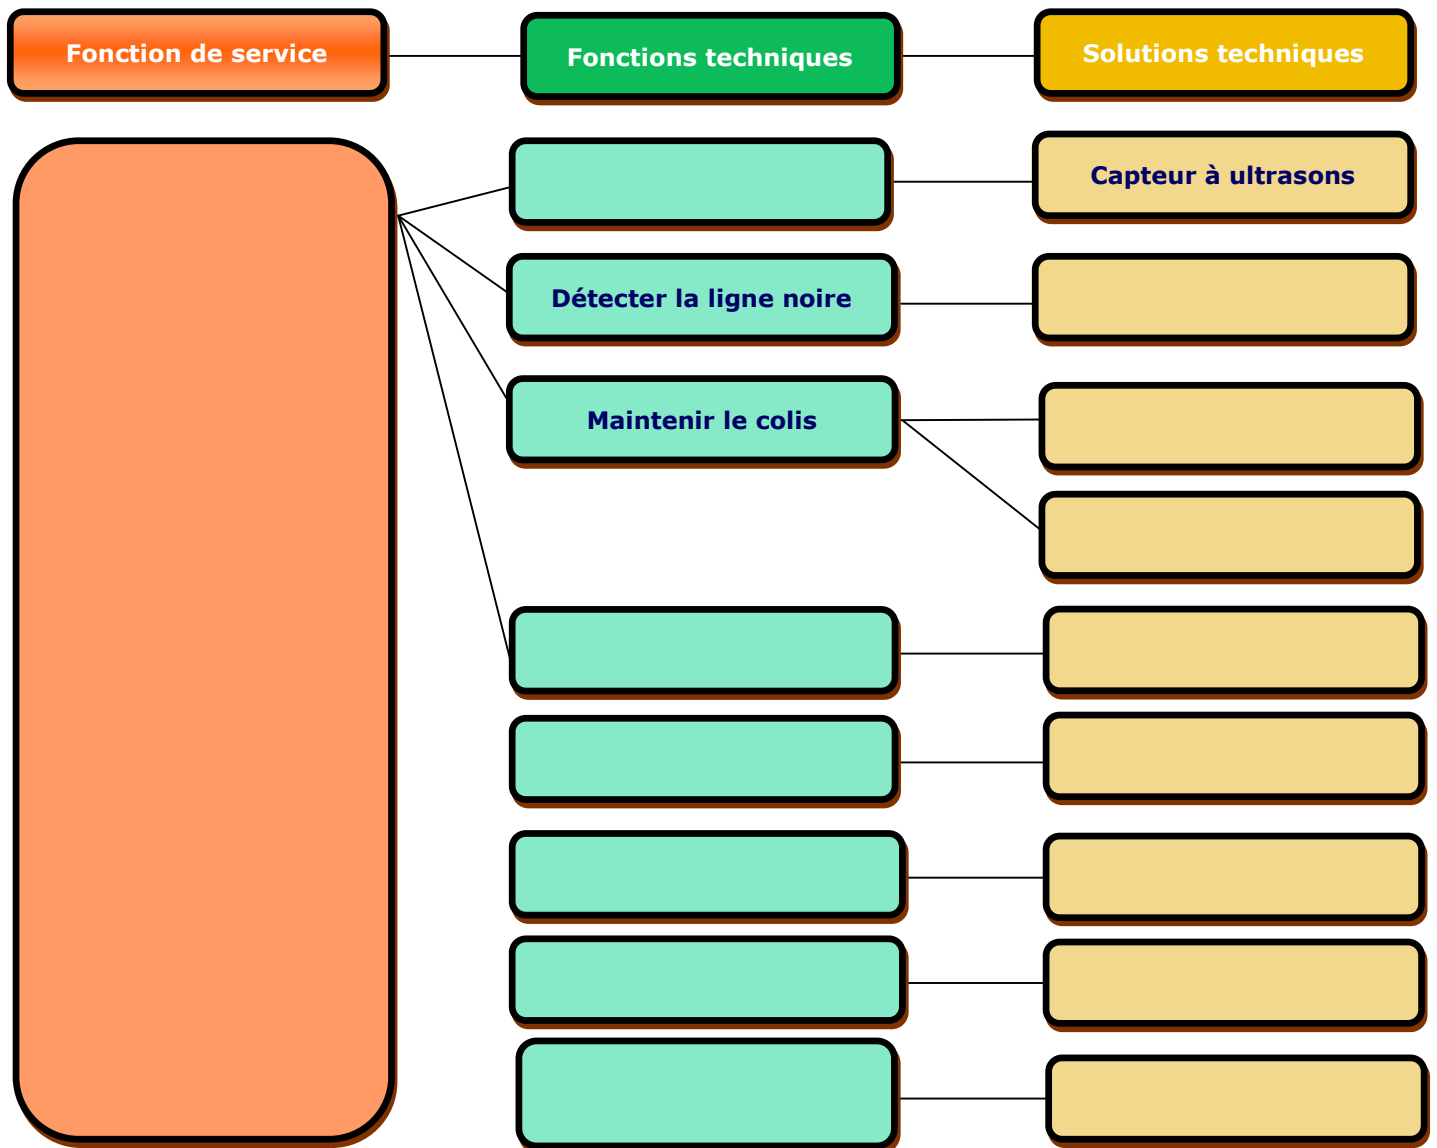 Fonction de service
Fonctions techniques
Solutions techniques
Capteur à ultrasons
Détecter la ligne noire
Maintenir le colis